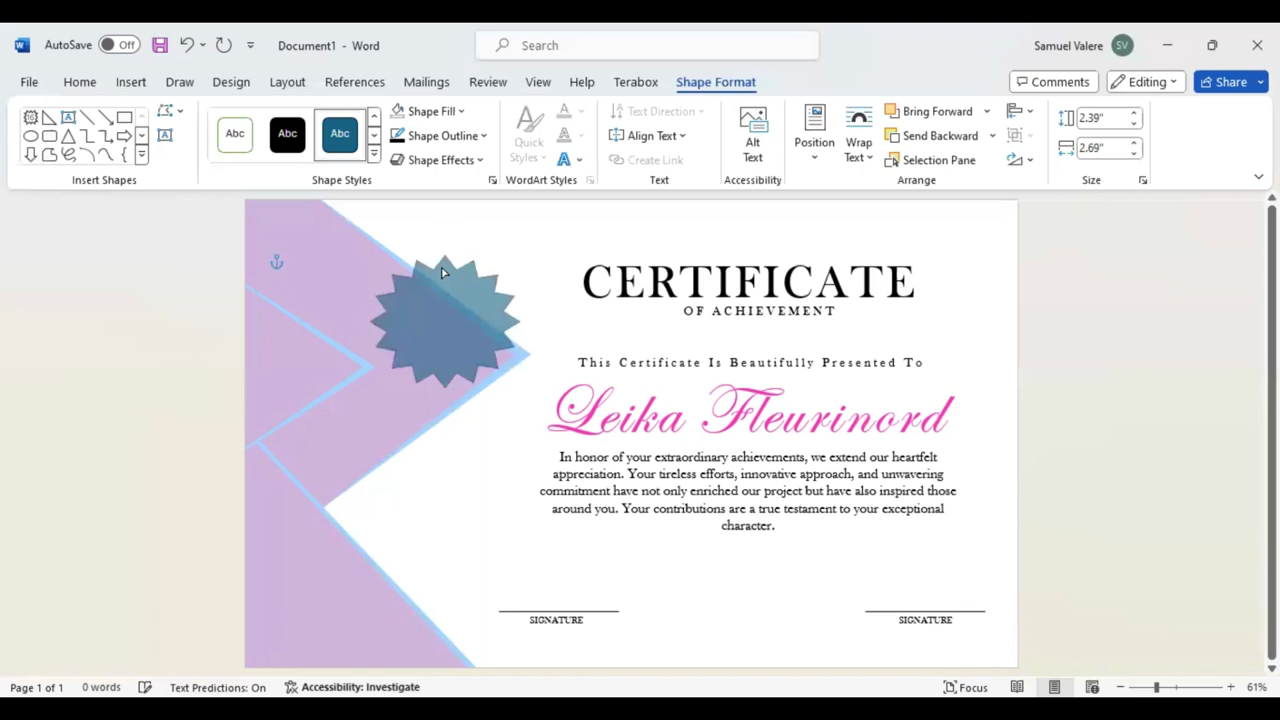 AutoSave Off Document1 - Word Search Samuel Valere SV
File Home Insert Draw Design Layout References Mailings Review View Help Terabox Shape Format Comments Editing Share
Abc Abc Abc
Shape Fill
Shape Outline
Shape Effects
Quick Styles
Text Direction
Align Text
Create Link
Alt Text
Position
Wrap Text
Bring Forward
Send Backward
Selection Pane
2.39"
2.69"
Insert Shapes Shape Styles WordArt Styles Text Accessibility Arrange Size
CERTIFICATE
OF ACHIEVEMENT
This Certificate Is Beautifully Presented To
Leika Fleurinord
In honor of your extraordinary achievements, we extend our heartfelt
appreciation. Your tireless efforts, innovative approach, and unwavering
commitment have not only enriched our project but have also inspired those
around you. Your contributions are a true testament to your exceptional
character.
SIGNATURE SIGNATURE
Page 1 of 1 0 words Text Predictions: On Accessibility: Investigate Focus 61%